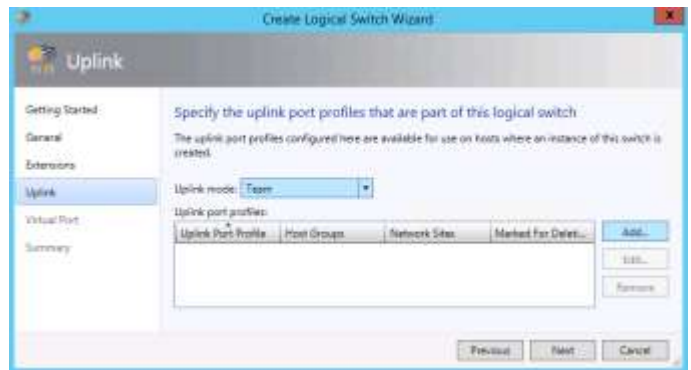 Create Logical Switch Wizard
Uplink
Getting Started
General
Extensions
Uplink
Virtual Port
Summary
Specify the uplink port profiles that are part of this logical switch
The uplink port profiles configured here are available for use on hosts where an instance of this switch is
created.
Uplink mode: Team
Uplink port profiles:
Uplink Port Profile Host Groups Network Sites Marked For Delet...
Add...
Edit...
Remove
Previous Next Cancel